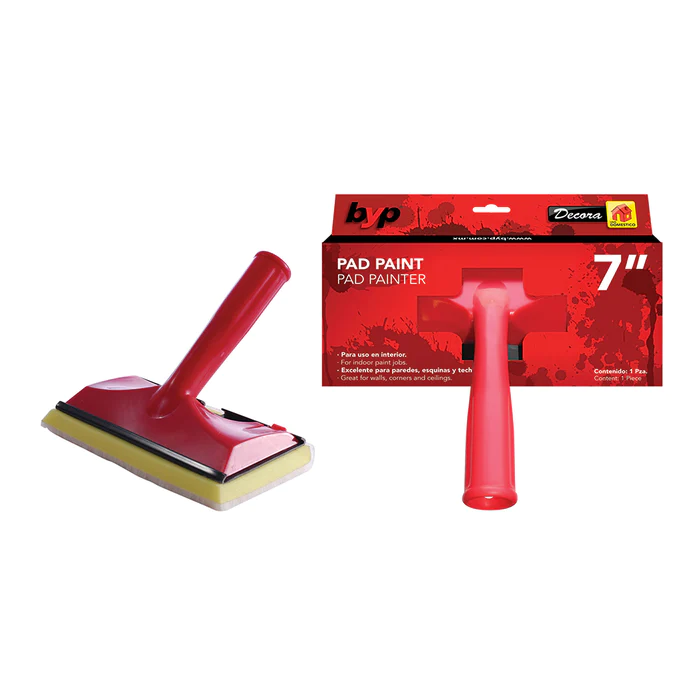 byp
Decora
USO
DOMESTICO
www.byp.com.mx
PAD PAINT
PAD PAINTER
7"
· Para uso en interior.
· For indoor paint jobs.
· Excelente para paredes, esquinas y tech
Great for walls, corners and ceilings.
Contenido: 1 Pza.
Content: 1 Piece